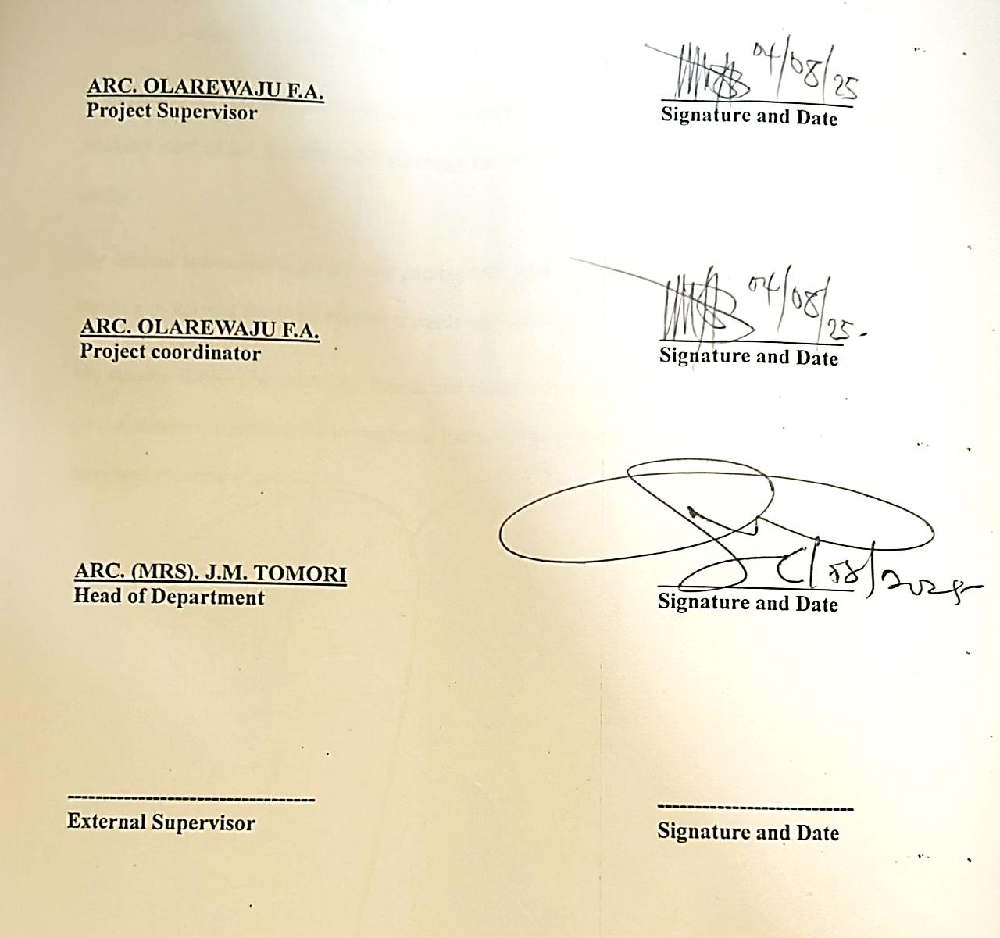 ARC. OLAREWAJU F.A.
Project Supervisor
04/08/25
Signature and Date
ARC. OLAREWAJU F.A.
Project coordinator
04/08/25.
Signature and Date
ARC. (MRS). J.M. TOMORI
Head of Department
/08/2025
Signature and Date
External Supervisor
Signature and Date